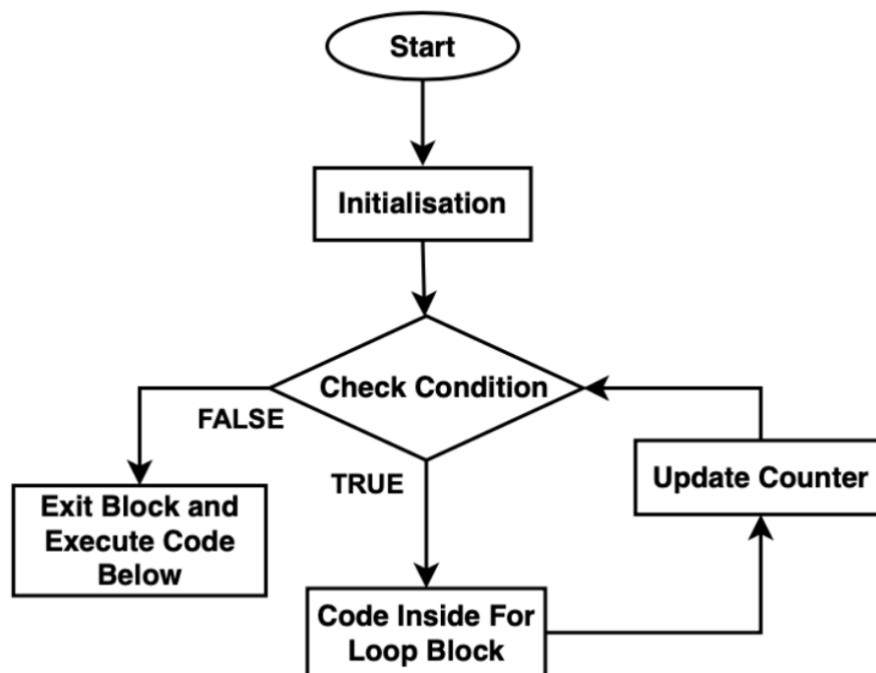 Start
Initialisation
Check Condition
FALSE
TRUE
Update Counter
Exit Block and
Execute Code
Below
Code Inside For
Loop Block